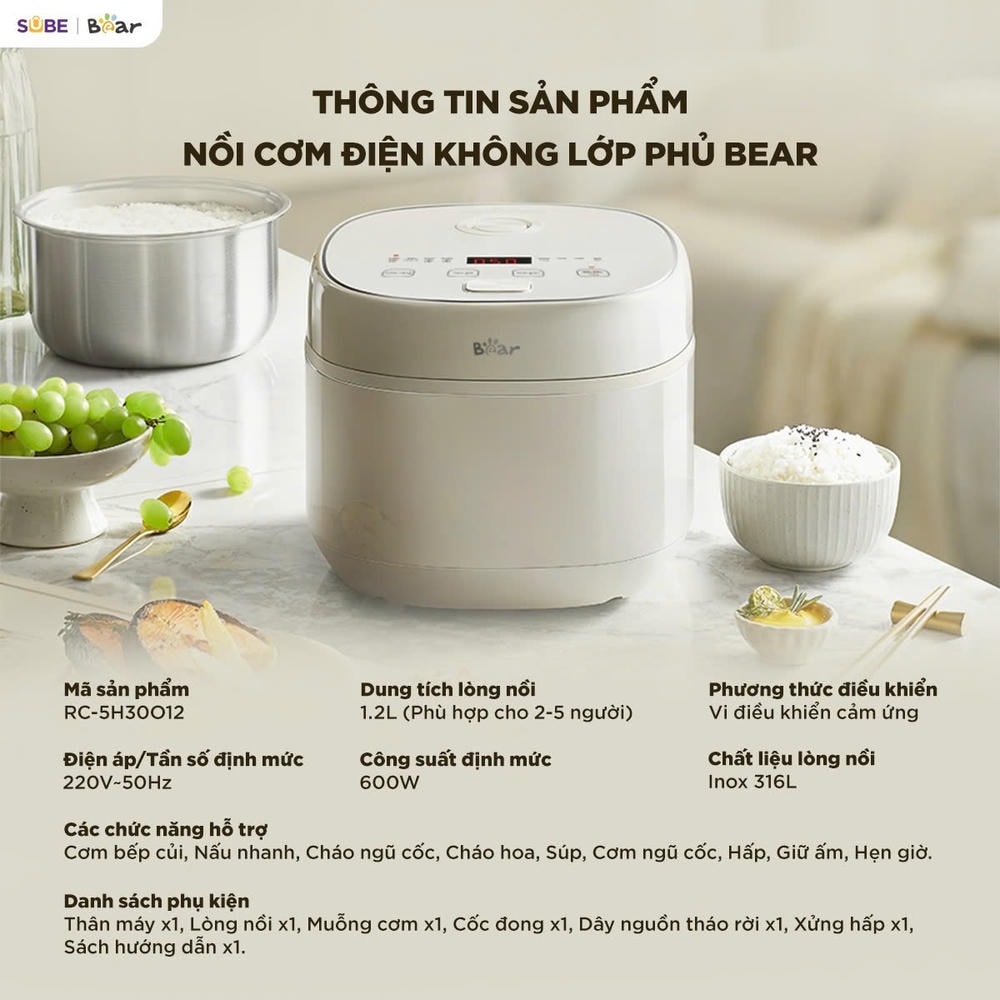 SUBE | Bear
THÔNG TIN SẢN PHẨM
NỒI CƠM ĐIỆN KHÔNG LỚP PHỦ BEAR
050
Bear
Mã sản phẩm
RC-5H30O12
Dung tích lòng nồi
1.2L (Phù hợp cho 2-5 người)
Phương thức điều khiển
Vi điều khiển cảm ứng
Điện áp/Tần số định mức
220V~50Hz
Công suất định mức
600W
Chất liệu lòng nồi
Inox 316L
Các chức năng hỗ trợ
Cơm bếp củi, Nấu nhanh, Cháo ngũ cốc, Cháo hoa, Súp, Cơm ngũ cốc, Hấp, Giữ ấm, Hẹn giờ.
Danh sách phụ kiện
Thân máy x1, Lòng nồi x1, Muỗng cơm x1, Cốc đong x1, Dây nguồn tháo rời x1, Xửng hấp x1,
Sách hướng dẫn x1.